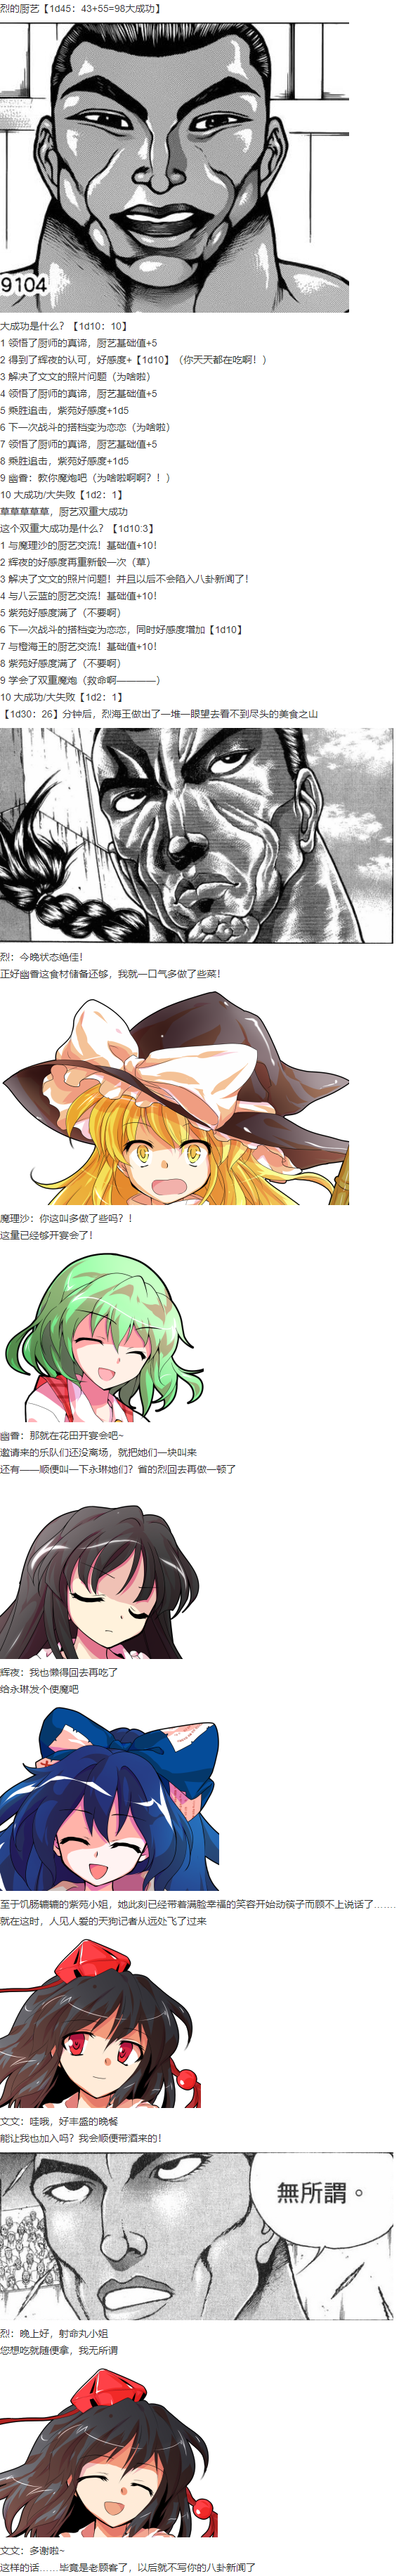 烈的厨艺【1d45：43+55=98大成功】
9104
大成功是什么？【1d10：10】
1 领悟了厨师的真谛，厨艺基础值+5
2 得到了辉夜的认可，好感度+【1d10】（你天天都在吃啊！）
3 解决了文文的照片问题（为啥啦）
4 领悟了厨师的真谛，厨艺基础值+5
5 乘胜追击，紫苑好感度+1d5
6 下一次战斗的搭档变为恋恋（为啥啦）
7 领悟了厨师的真谛，厨艺基础值+5
8 乘胜追击，紫苑好感度+1d5
9 幽香：教你魔炮吧（为啥啦啊啊？！）
10 大成功/大失败【1d2：1】
草草草草草，厨艺双重大成功
这个双重大成功是什么？【1d10:3】
1 与魔理沙的厨艺交流！基础值+10！
2 辉夜的好感度再重新骰一次（草）
3 解决了文文的照片问题！并且以后不会陷入八卦新闻了！
4 与八云蓝的厨艺交流！基础值+10！
5 紫苑好感度满了（不要啊）
6 下一次战斗的搭档变为恋恋，同时好感度增加【1d10】
7 与橙海王的厨艺交流！基础值+10！
8 紫苑好感度满了（不要啊）
9 学会了双重魔炮（救命啊————）
10 大成功/大失败【1d2：1】
【1d30：26】分钟后，烈海王做出了一堆一眼望去看不到尽头的美食之山
烈：今晚状态绝佳！
正好幽香这食材储备还够，我就一口气多做了些菜！
魔理沙：你这叫多做了些吗？！
这量已经够开宴会了！
幽香：那就在花田开宴会吧~
邀请来的乐队们还没离场，就把她们一块叫来
还有——顺便叫一下永琳她们？省的烈回去再做一顿了
辉夜：我也懒得回去再吃了
给永琳发个使魔吧
至于饥肠辘辘的紫苑小姐，她此刻已经带着满脸幸福的笑容开始动筷子而顾不上说话了……
就在这时，人见人爱的天狗记者从远处飞了过来
文文：哇哦，好丰盛的晚餐
能让我也加入吗？我会顺便带酒来的！
無所謂。
烈：晚上好，射命丸小姐
您想吃就随便拿，我无所谓
文文：多谢啦~
这样的话……毕竟是老顾客了，以后就不写你的八卦新闻了